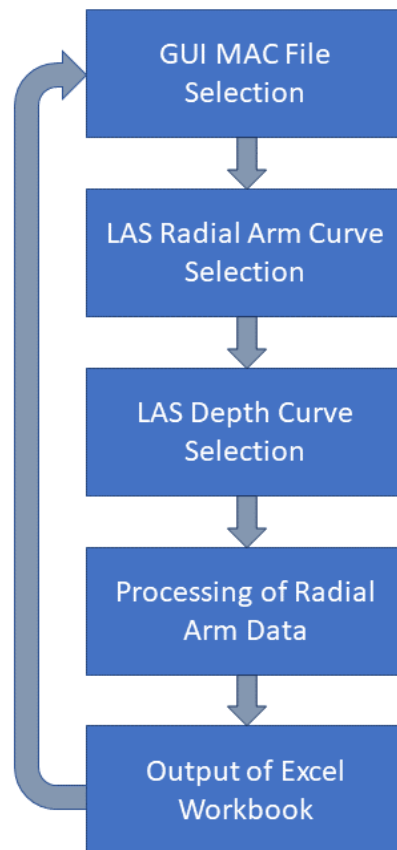 GUI MAC File
Selection
LAS Radial Arm Curve
Selection
LAS Depth Curve
Selection
Processing of Radial
Arm Data
Output of Excel
Workbook